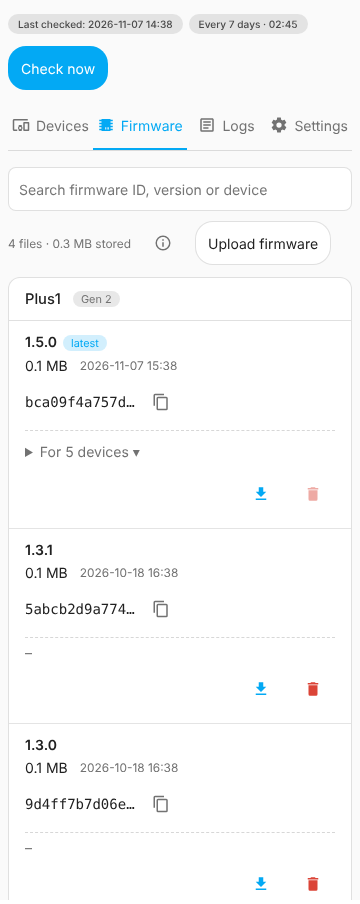 Last checked: 2026-11-07 14:38
Every 7 days · 02:45
Check now
Devices
Firmware
Logs
Settings
Search firmware ID, version or device
4 files · 0.3 MB stored
Upload firmware
Plus1
Gen 2
1.5.0
latest
0.1 MB
2026-11-07 15:38
bca09f4a757d…
▶ For 5 devices ▾
1.3.1
0.1 MB
2026-10-18 16:38
5abcb2d9a774…
–
1.3.0
0.1 MB
2026-10-18 16:38
9d4ff7b7d06e…
–